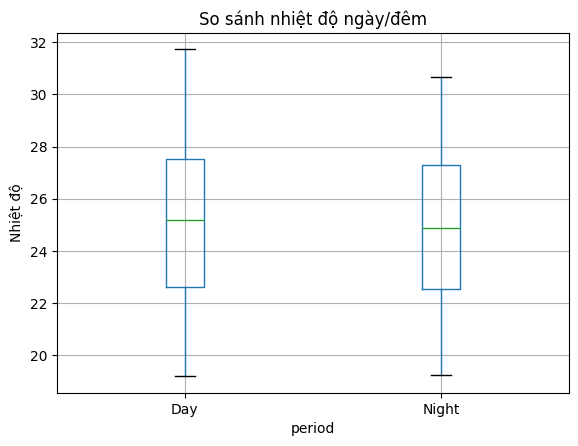 So sánh nhiệt độ ngày/đêm
32
30
28
26
24
22
20
Nhiệt độ
Day
Night
period